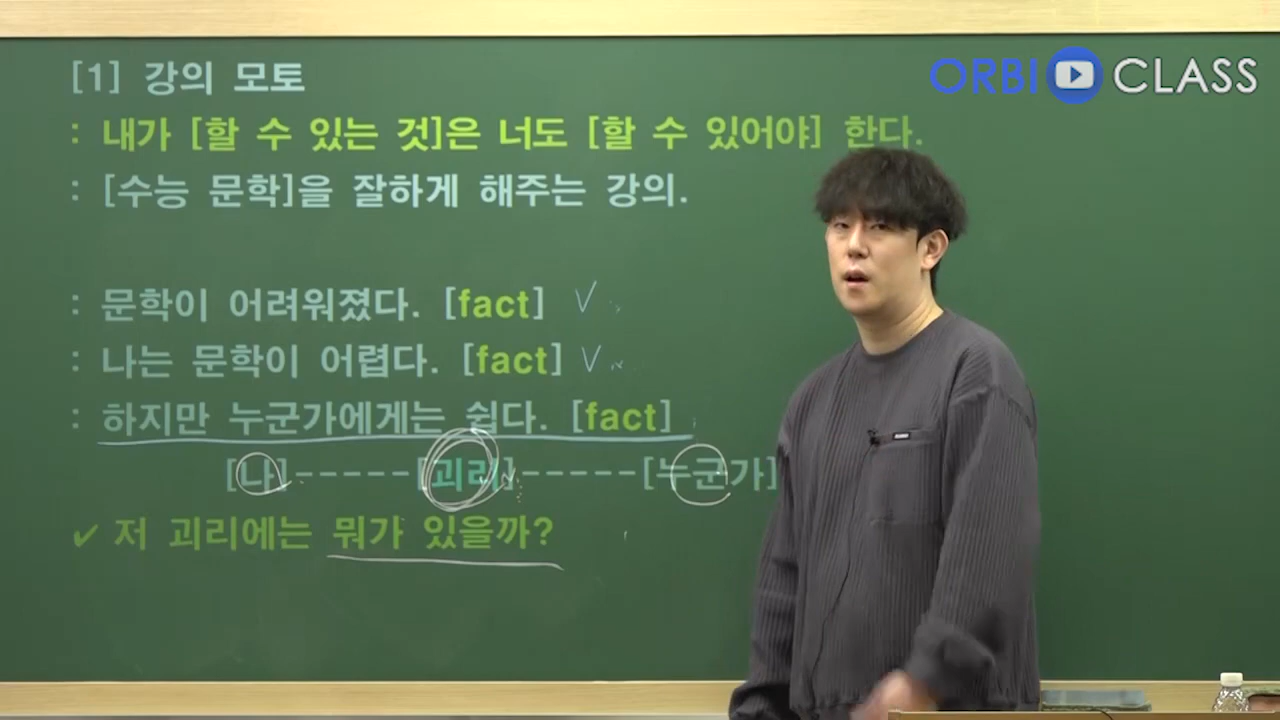 [1] 강의 모토
ORBI CLASS
: 내가 [할 수 있는 것]은 너도 [할 수 있어야] 한다.
: [수능 문학]을 잘하게 해주는 강의.
: 문학이 어려워졌다. [fact] ✓
: 나는 문학이 어렵다. [fact] ✓
: 하지만 누군가에게는 쉽다. [fact]
[나]-----[괴리]-----[누군가]
✔ 저 괴리에는 뭐가 있을까?